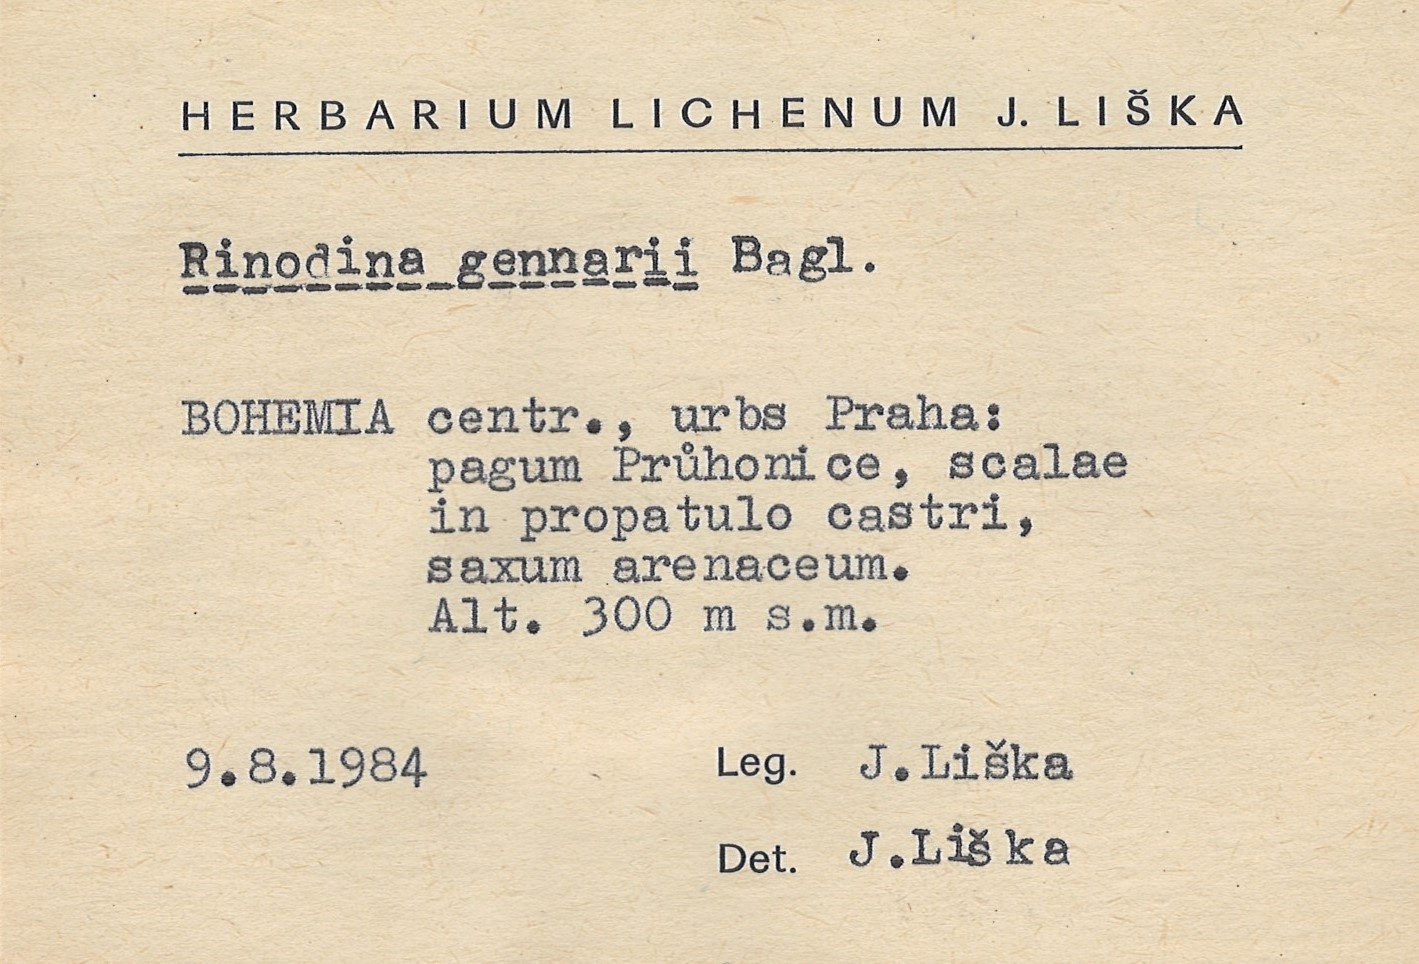 HERBARIUM LICHENUM J. LIŠKA
Rinodina gennarii Bagl.
BOHEMIA centr., urbs Praha:
pagum Průhonice, scalae
in propatulo castri,
saxum arenaceum.
Alt. 300 m s.m.
9.8.1984 Leg. J.Liška
Det. J.Liška